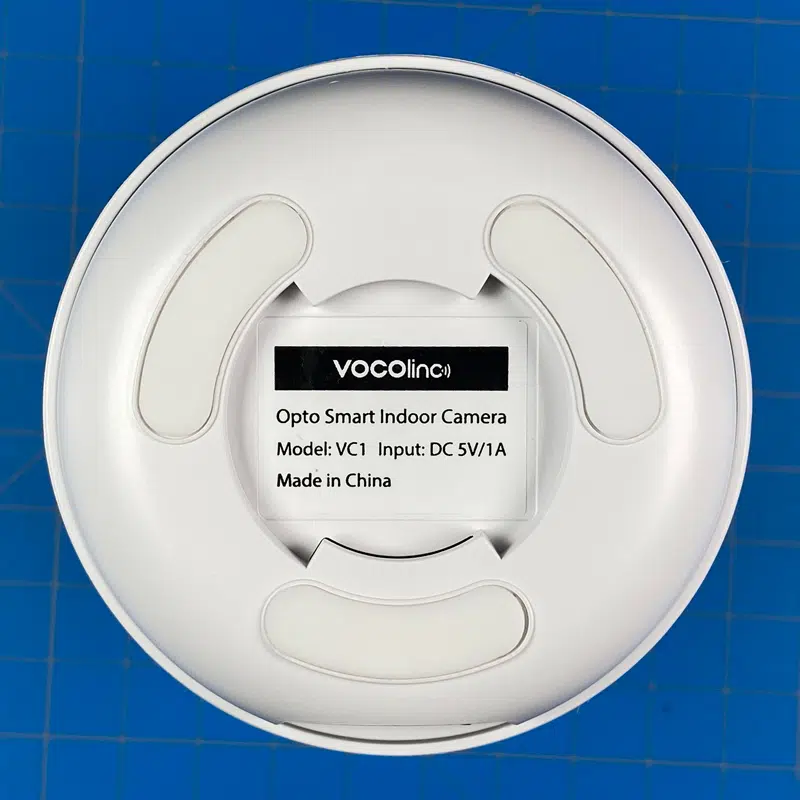 VOCOlinc
Opto Smart Indoor Camera
Model: VC1 Input: DC 5V/1A
Made in China